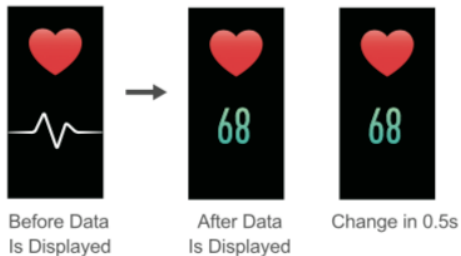 68
68
Before Data
Is Displayed
After Data
Is Displayed
Change in 0.5s